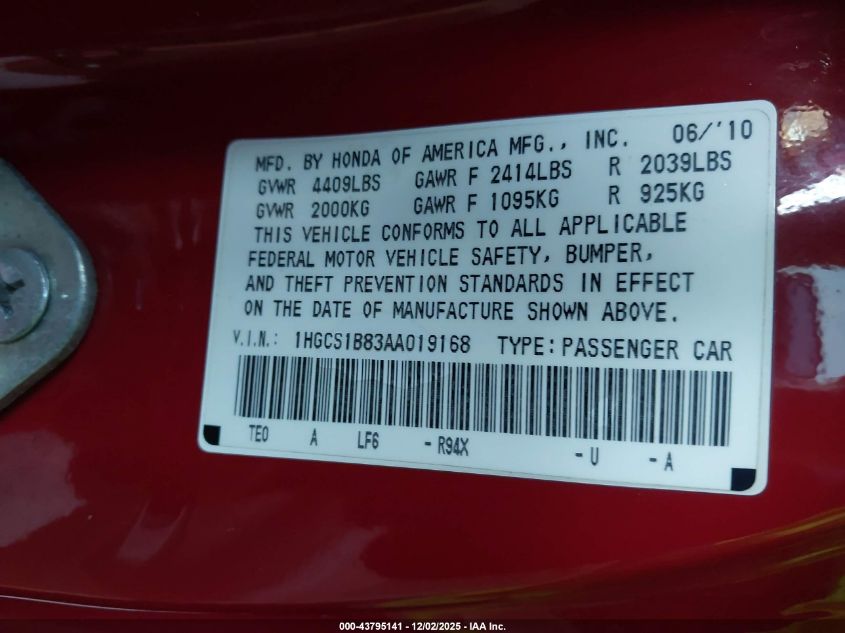 MFD. BY HONDA OF AMERICA MFG., INC. 06/'10
GVWR 4409LBS GAWR F 2414LBS R 2039LBS
GVWR 2000KG GAWR F 1095KG R 925KG
THIS VEHICLE CONFORMS TO ALL APPLICABLE
FEDERAL MOTOR VEHICLE SAFETY, BUMPER,
AND THEFT PREVENTION STANDARDS IN EFFECT
ON THE DATE OF MANUFACTURE SHOWN ABOVE.
V.I.N.: 1HGCS1B83AA019168 TYPE:PASSENGER CAR
TE0 A LF6 -R94X -U -A
000-43795141 - 12/02/2025 - IAA Inc.